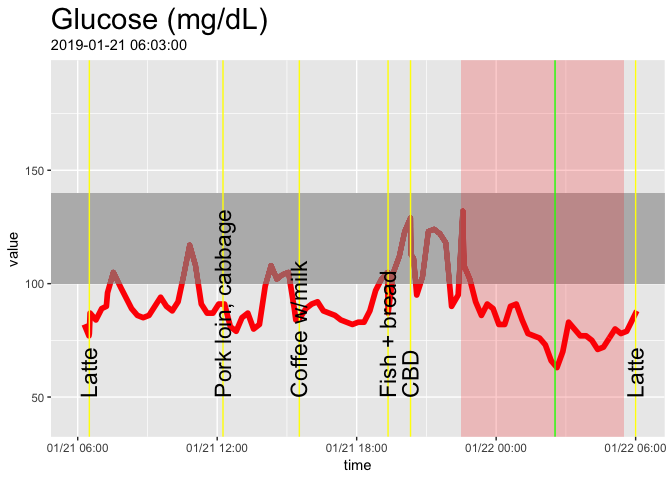 Glucose (mg/dL)
2019-01-21 06:03:00
value
150
100
50
Latte
Pork loin, cabbage
Coffee w/milk
Fish + bread
CBD
Latte
01/21 06:00
01/21 12:00
01/21 18:00
01/22 00:00
01/22 06:00
time